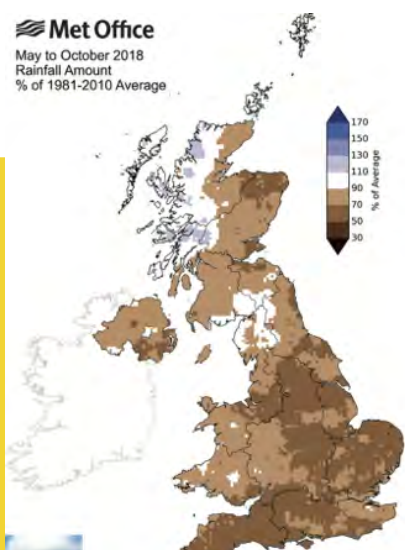 Met Office
May to October 2018
Rainfall Amount
% of 1981-2010 Average
170
150
130
110
90
70
50
30
% of Average